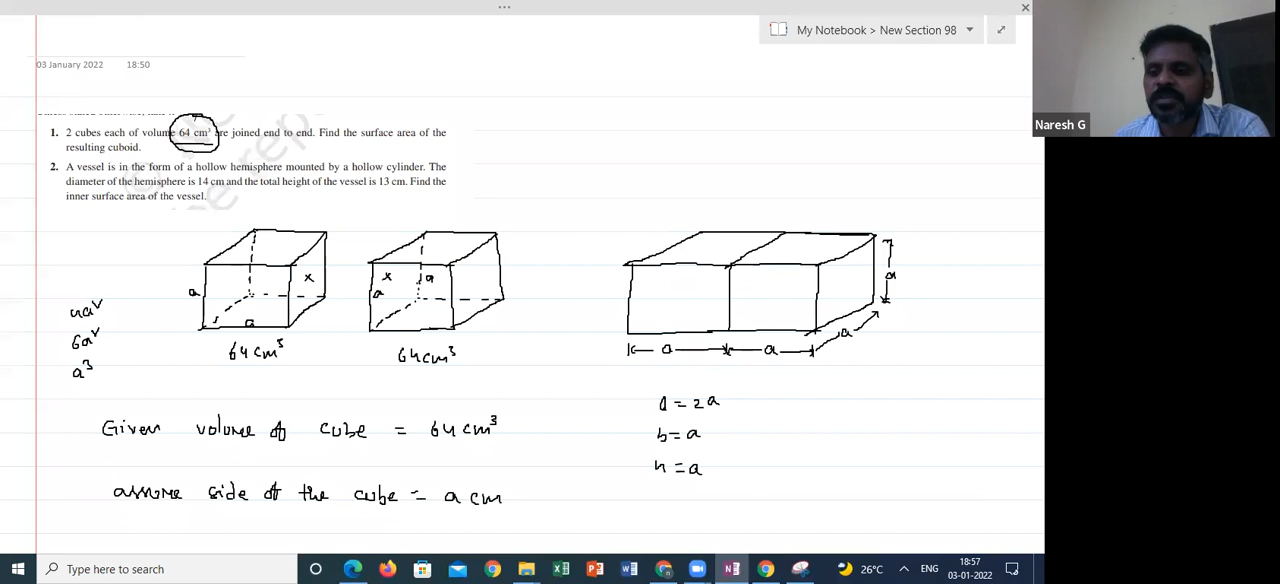 My Notebook > New Section 98
03 January 2022 18:50
Naresh G
1. 2 cubes each of volume 64 cm³ are joined end to end. Find the surface area of the
resulting cuboid.
2. A vessel is in the form of a hollow hemisphere mounted by a hollow cylinder. The
diameter of the hemisphere is 14 cm and the total height of the vessel is 13 cm. Find the
inner surface area of the vessel.
x x a
a a a
4a²
6a²
a³
a
64 cm³ 64 cm³
a a a
l = 2a
b = a
h = a
Given volume of cube = 64 cm³
assume side of the cube = a cm
Type here to search
26°C ENG 18:57
03-01-2022